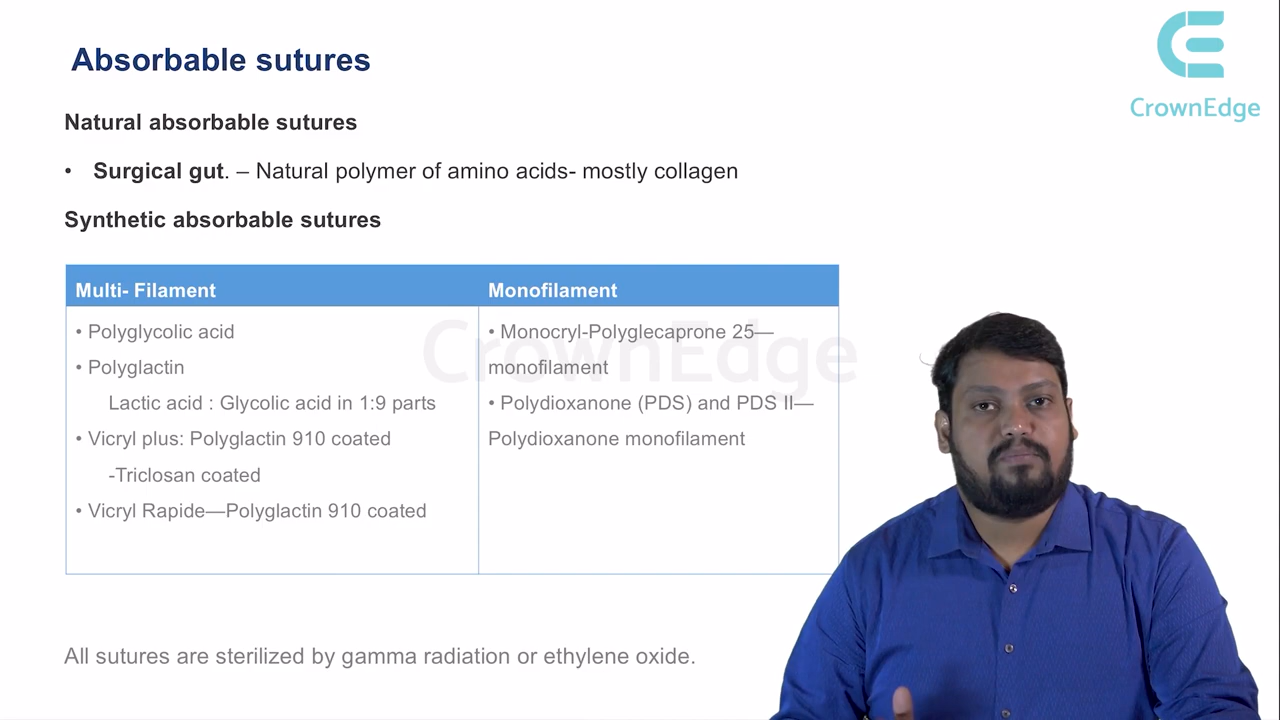 Absorbable sutures
CrownEdge
Natural absorbable sutures
• Surgical gut. – Natural polymer of amino acids- mostly collagen
Synthetic absorbable sutures
Multi- Filament
• Polyglycolic acid
• Polyglactin
Lactic acid : Glycolic acid in 1:9 parts
• Vicryl plus: Polyglactin 910 coated
-Triclosan coated
• Vicryl Rapide—Polyglactin 910 coated
Monofilament
• Monocryl-Polyglecaprone 25—
monofilament
• Polydioxanone (PDS) and PDS II—
Polydioxanone monofilament
CrownEdge
All sutures are sterilized by gamma radiation or ethylene oxide.